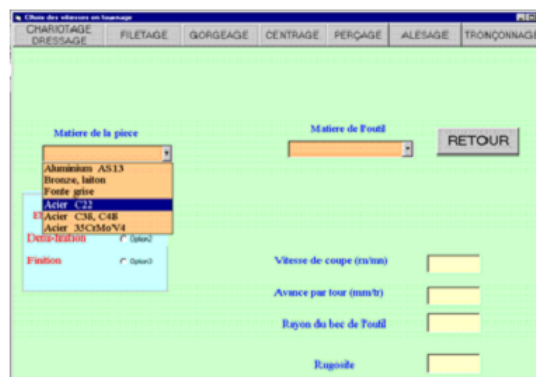 Choix des vitesses en tournage
CHARIOTAGE DRESSAGE
FILETAGE
GORGEAGE
CENTRAGE
PERÇAGE
ALESAGE
TRONÇONNAGE
Matiere de la piece
Matiere de l'outil
RETOUR
Aluminium AS13
Bronze, laiton
Fonte grise
Acier C22
Acier C38, C48
Acier 35CrMo/V4
Demi-finition
Option2
Finition
Option3
Vitesse de coupe (m/mn)
Avance par tour (mm/tr)
Rayon du bec de l'outil
Rugosite